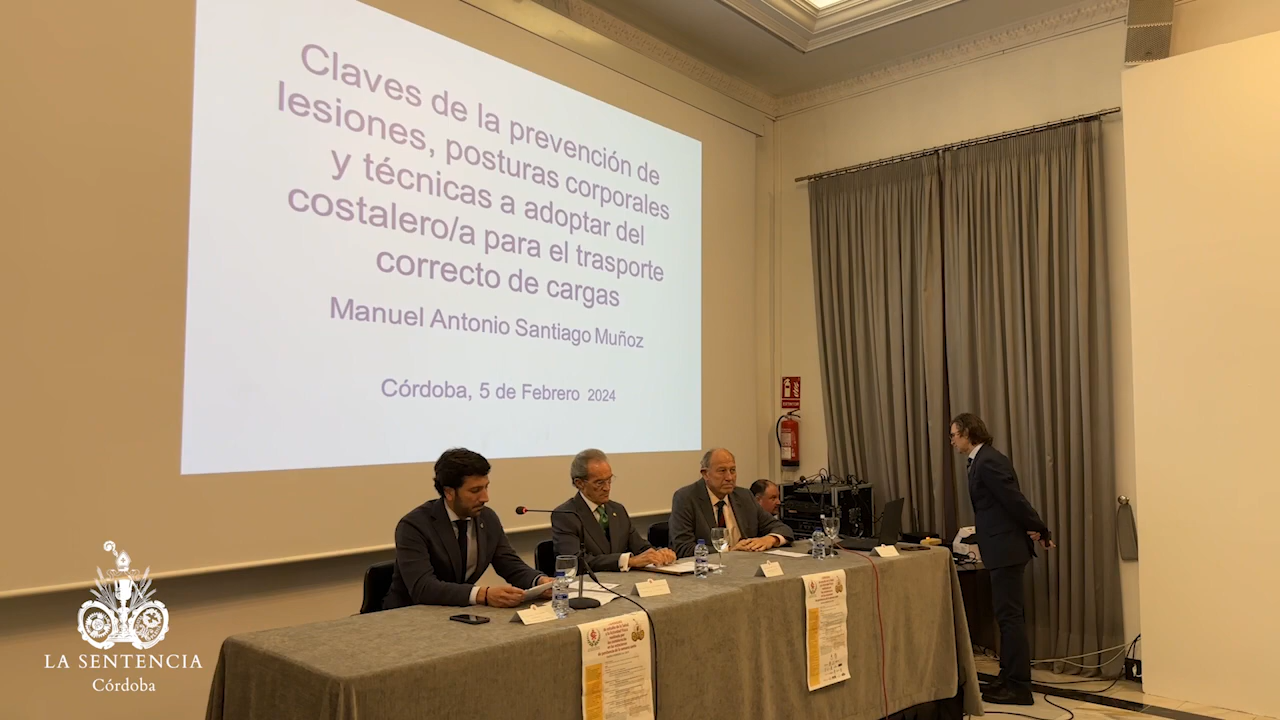 Claves de la prevención de
lesiones, posturas corporales
y técnicas a adoptar del
costalero/a para el trasporte
correcto de cargas
Manuel Antonio Santiago Muñoz
Córdoba, 5 de Febrero 2024
LA SENTENCIA
Córdoba